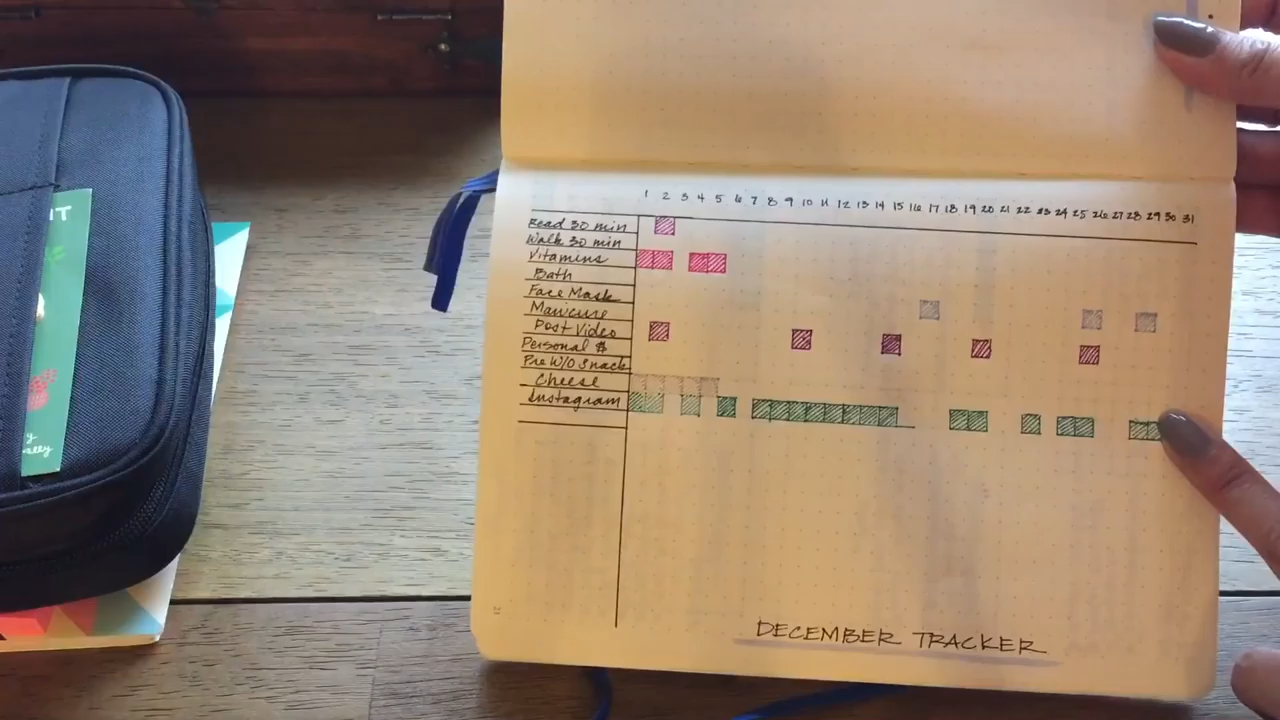 1 2 3 4 5 6 7 8 9 10 11 12 13 14 15 16 17 18 19 20 21 22 23 24 25 26 27 28 29 30 31
Read 30 min
Walk 30 min
Vitamins
Bath
Face Mask
Manicure
Post Video
Personal $
Pre W/O Snack
Cheese
Instagram
DECEMBER TRACKER